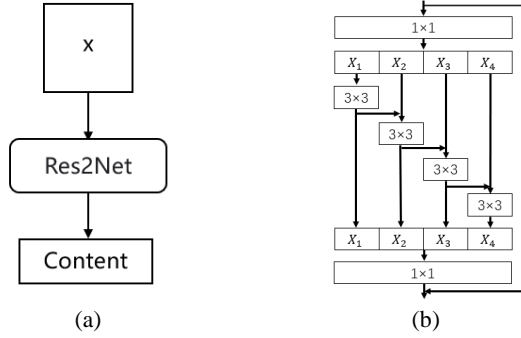 x
Res2Net
Content
(a)
1×1
X₁ X₂ X₃ X₄
3×3
3×3
3×3
3×3
X₁ X₂ X₃ X₄
1×1
(b)